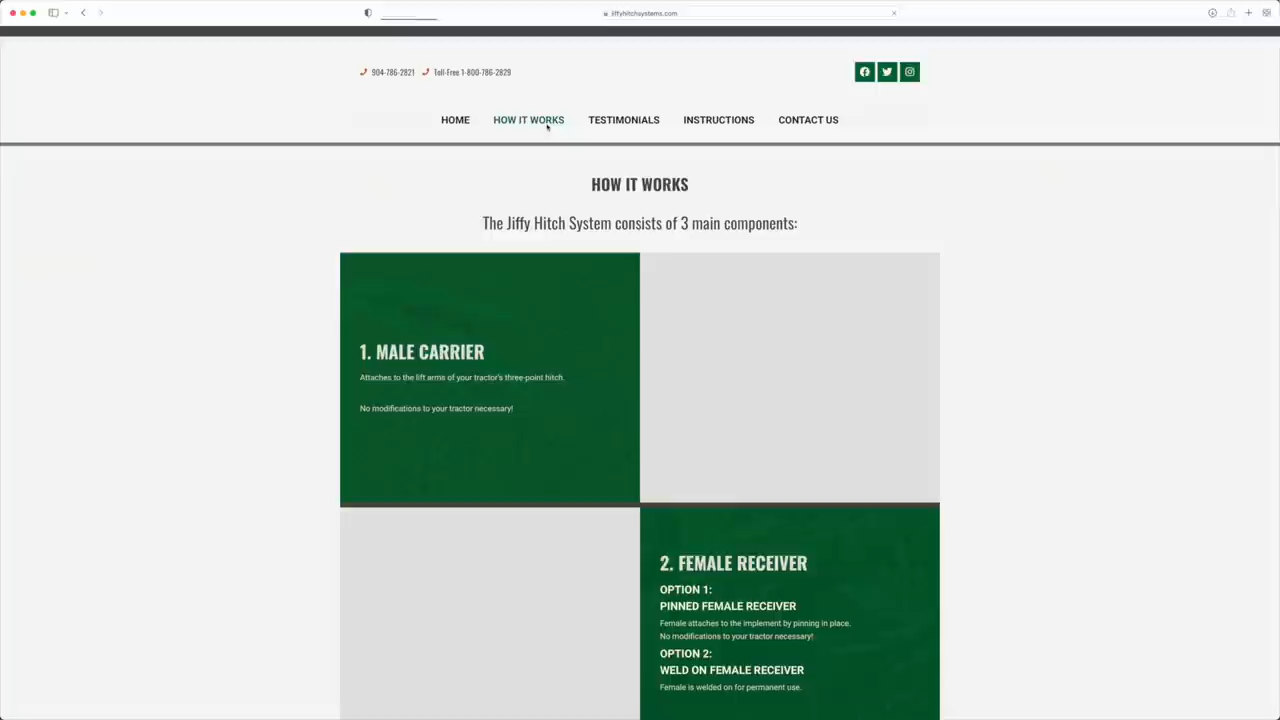 jiffyhitchsystems.com
904-786-2821 Toll-Free 1-800-786-2829
HOME HOW IT WORKS TESTIMONIALS INSTRUCTIONS CONTACT US
HOW IT WORKS
The Jiffy Hitch System consists of 3 main components:
1. MALE CARRIER
Attaches to the lift arms of your tractor's three-point hitch.
No modifications to your tractor necessary!
2. FEMALE RECEIVER
OPTION 1:
PINNED FEMALE RECEIVER
Female attaches to the implement by pinning in place.
No modifications to your tractor necessary!
OPTION 2:
WELD ON FEMALE RECEIVER
Female is welded on for permanent use.